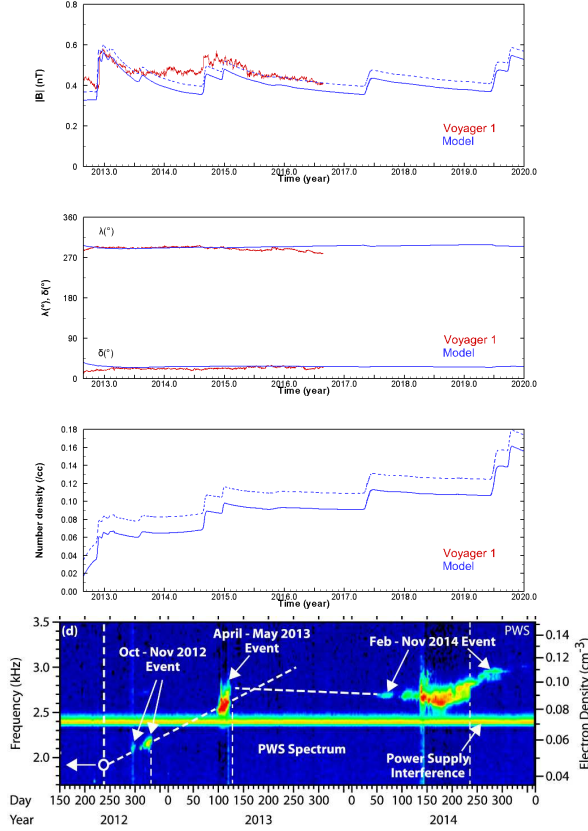 0.8
0.6
0.4
0.2
0
|B| (nT)
Voyager 1
Model
2013.0 2014.0 2015.0 2016.0 2017.0 2018.0 2019.0 2020.0
Time (year)
360
270
180
90
0
λ(°), δ(°)
λ(°)
δ(°)
Voyager 1
Model
2013.0 2014.0 2015.0 2016.0 2017.0 2018.0 2019.0 2020.0
Time (year)
0.18
0.16
0.14
0.12
0.10
0.08
0.06
0.04
0.02
0.00
Number density (/cc)
Voyager 1
Model
2013.0 2014.0 2015.0 2016.0 2017.0 2018.0 2019.0 2020.0
Time (year)
(d)
PWS
3.5
3.0
2.5
2.0
Frequency (kHz)
Oct - Nov 2012
Event
April - May 2013
Event
Feb - Nov 2014 Event
PWS Spectrum
Power Supply
Interference
0.14
0.12
0.10
0.08
0.06
0.04
Electron Density (cm⁻³)
Day 150 200 250 300 0 50 100 150 200 250 300 0 50 100 150 200 250 300 0
Year 2012 2013 2014